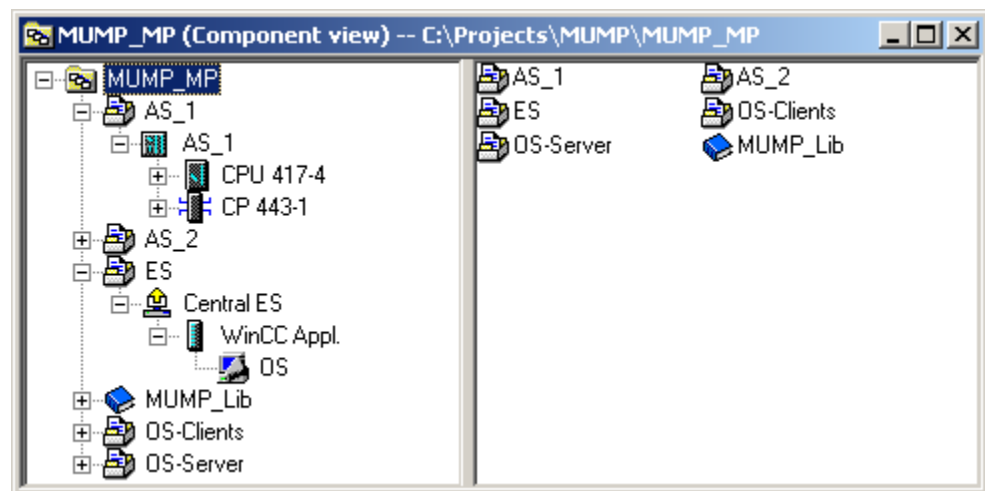 MUMP_MP (Component view) -- C:\Projects\MUMP\MUMP_MP
MUMP_MP
AS_1
AS_1
CPU 417-4
CP 443-1
AS_2
ES
Central ES
WinCC Appl.
OS
MUMP_Lib
OS-Clients
OS-Server
AS_1 AS_2
ES OS-Clients
OS-Server MUMP_Lib